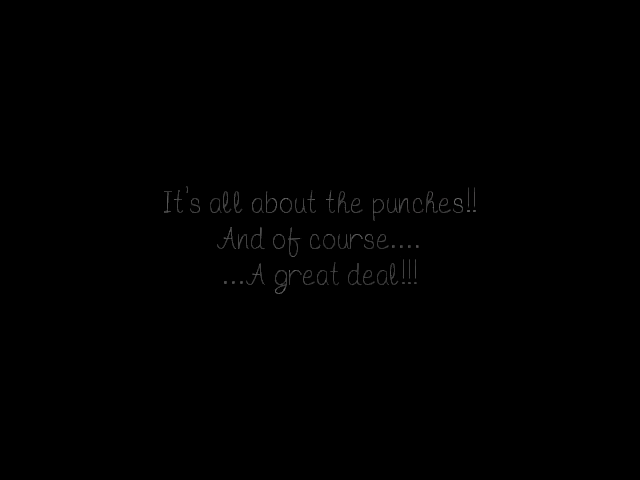 It's all about the punches!!
And of course....
...A great deal!!!